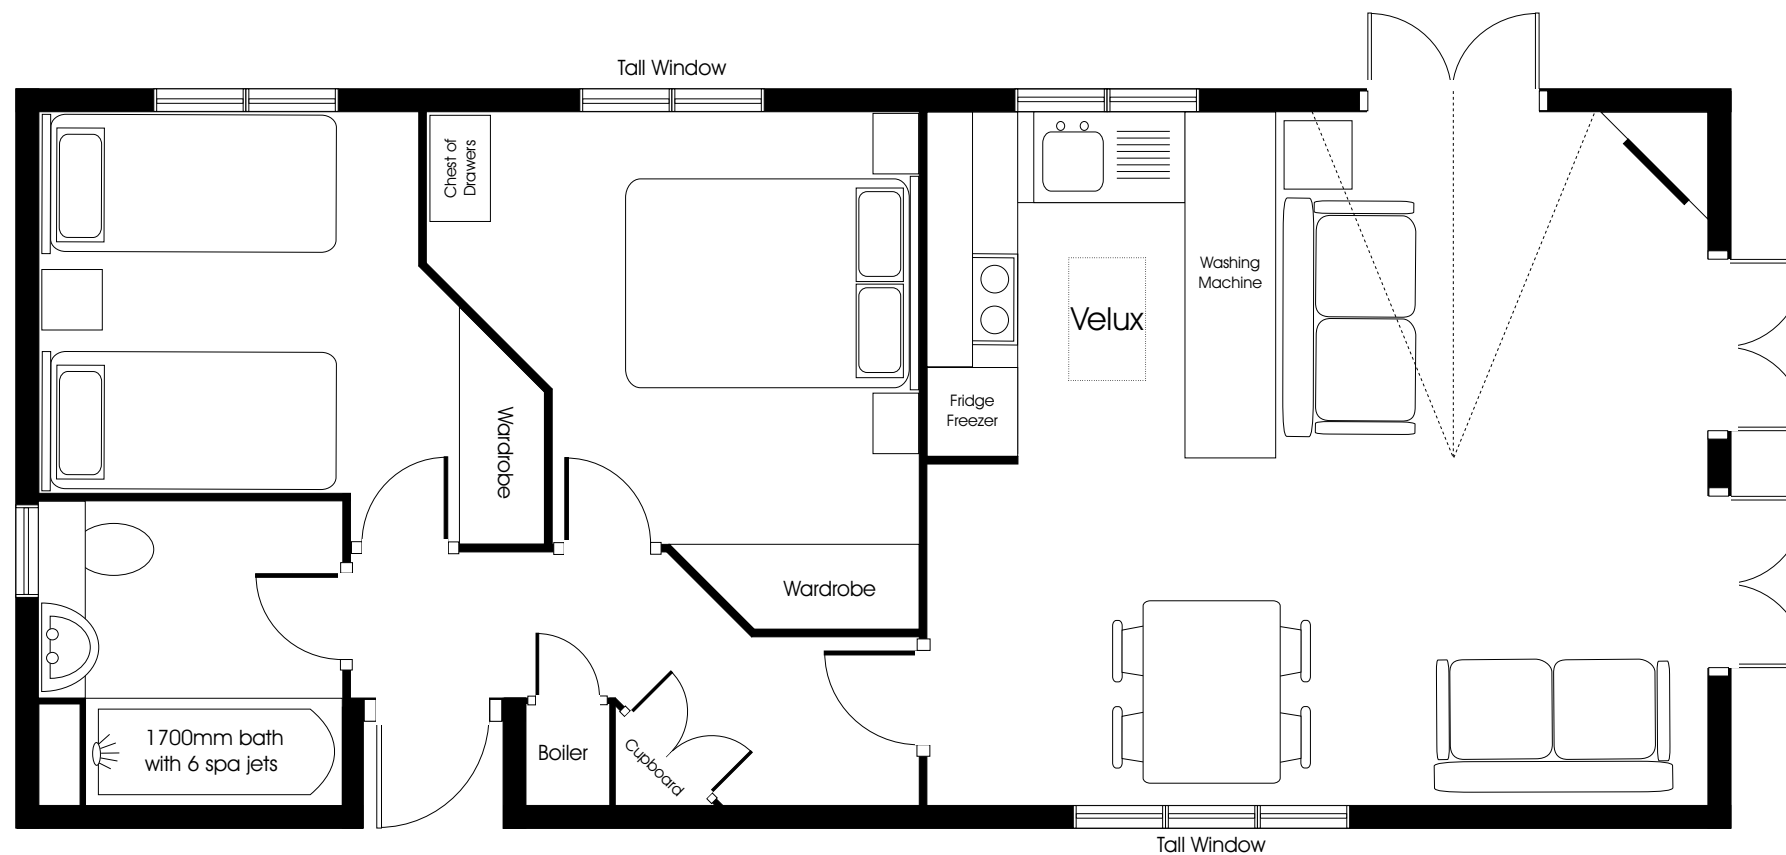 Tall Window
Chest of
Drawers
Washing
Machine
Velux
Fridge
Freezer
Wardrobe
Wardrobe
1700mm bath
with 6 spa jets
Boiler
Cupboard
Tall Window